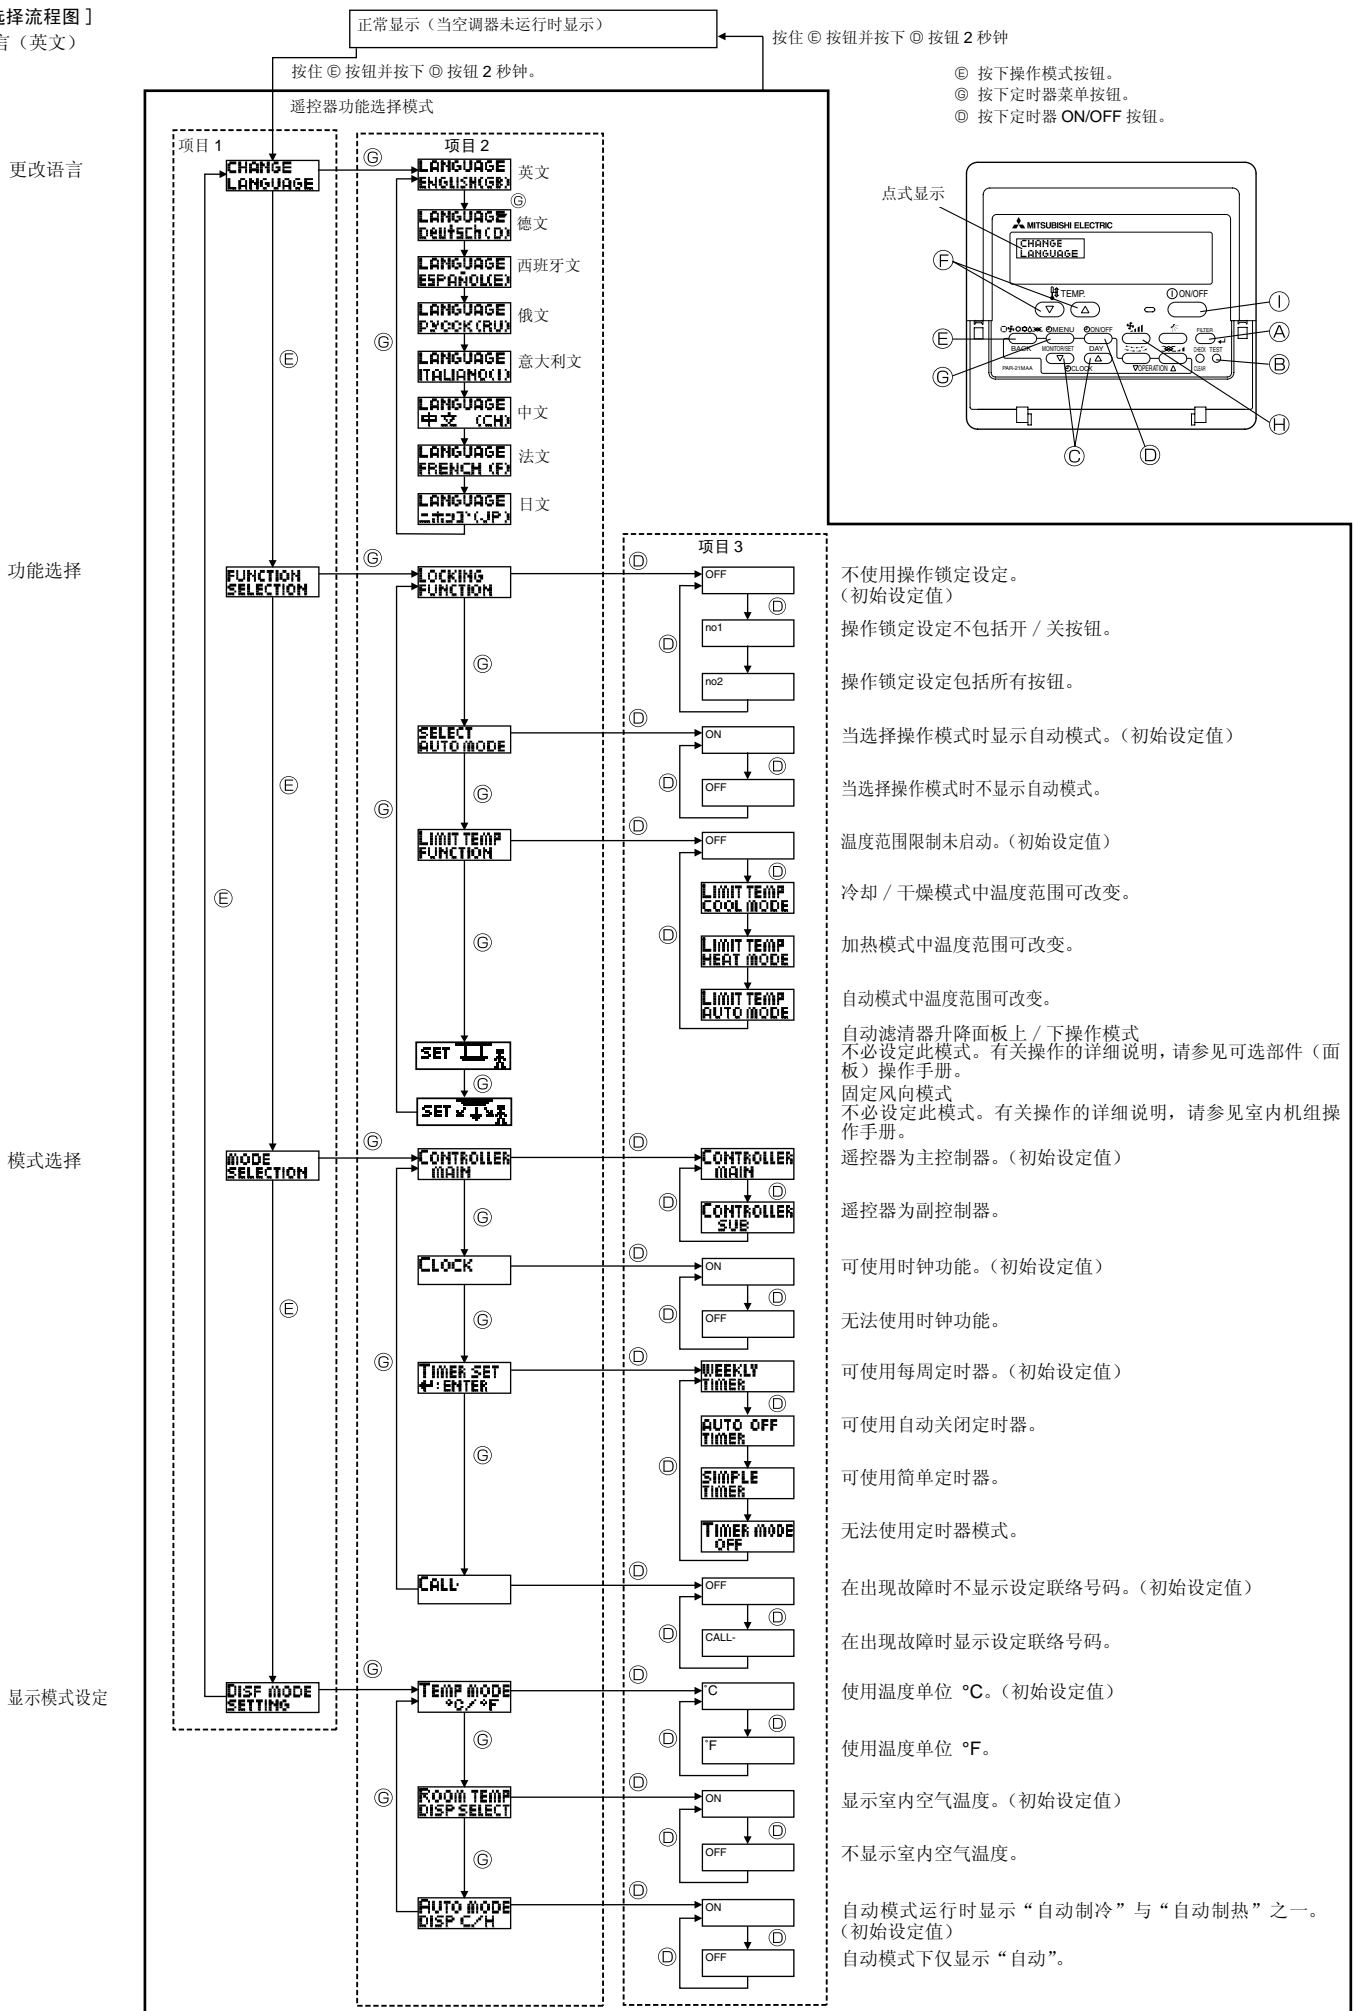 选择流程图 ]
言（英文）
正常显示（当空调器未运行时显示）
按住 Ⓔ 按钮并按下 Ⓓ 按钮 2 秒钟
按住 Ⓔ 按钮并按下 Ⓓ 按钮 2 秒钟。
Ⓔ 按下操作模式按钮。
Ⓖ 按下定时器菜单按钮。
Ⓓ 按下定时器 ON/OFF 按钮。
遥控器功能选择模式
项目 1
项目 2
更改语言
CHANGE
LANGUAGE
Ⓖ
LANGUAGE
ENGLISH(GB)
英文
Ⓖ
LANGUAGE
Deutsch(D)
德文
LANGUAGE
ESPAÑOL(E)
西班牙文
LANGUAGE
РУССК(RU)
俄文
Ⓖ
LANGUAGE
ITALIANO(I)
意大利文
Ⓔ
LANGUAGE
中文 (CH)
中文
LANGUAGE
FRENCH (F)
法文
LANGUAGE
ニホンゴ(JP)
日文
点式显示
MITSUBISHI ELECTRIC
CHANGE
LANGUAGE
Ⓕ
TEMP.
ON/OFF
Ⓘ
MENU
ON/OFF
FILTER
Ⓐ
Ⓔ
BACK
MONITOR/SET
DAY
CHECK TEST
Ⓑ
PAR-21MAA
CLOCK
OPERATION
CLEAR
Ⓖ
Ⓗ
Ⓒ
Ⓓ
项目 3
功能选择
FUNCTION
SELECTION
Ⓖ
LOCKING
FUNCTION
Ⓓ
OFF
不使用操作锁定设定。
（初始设定值）
Ⓓ
no1
操作锁定设定不包括开 / 关按钮。
Ⓓ
Ⓖ
no2
操作锁定设定包括所有按钮。
SELECT
AUTO MODE
Ⓓ
ON
当选择操作模式时显示自动模式。（初始设定值）
Ⓓ
Ⓓ
Ⓔ
Ⓖ
OFF
当选择操作模式时不显示自动模式。
Ⓖ
LIMIT TEMP
FUNCTION
Ⓓ
OFF
温度范围限制未启动。（初始设定值）
Ⓓ
Ⓔ
LIMIT TEMP
COOL MODE
冷却 / 干燥模式中温度范围可改变。
Ⓓ
Ⓖ
LIMIT TEMP
HEAT MODE
加热模式中温度范围可改变。
LIMIT TEMP
AUTO MODE
自动模式中温度范围可改变。
SET
自动滤清器升降面板上 / 下操作模式
不必设定此模式。有关操作的详细说明，请参见可选部件（面
板）操作手册。
Ⓖ
SET
固定风向模式
不必设定此模式。有关操作的详细说明，请参见室内机组操
作手册。
模式选择
MODE
SELECTION
Ⓖ
CONTROLLER
MAIN
Ⓓ
CONTROLLER
MAIN
遥控器为主控制器。（初始设定值）
Ⓓ
Ⓓ
Ⓖ
CONTROLLER
SUB
遥控器为副控制器。
CLOCK
Ⓓ
ON
可使用时钟功能。（初始设定值）
Ⓓ
Ⓓ
Ⓔ
Ⓖ
OFF
无法使用时钟功能。
Ⓖ
TIMER SET
↵:ENTER
Ⓓ
WEEKLY
TIMER
可使用每周定时器。（初始设定值）
Ⓓ
AUTO OFF
TIMER
可使用自动关闭定时器。
Ⓓ
Ⓖ
SIMPLE
TIMER
可使用简单定时器。
TIMER MODE
OFF
无法使用定时器模式。
CALL-
Ⓓ
OFF
在出现故障时不显示设定联络号码。（初始设定值）
Ⓓ
Ⓓ
CALL-
在出现故障时显示设定联络号码。
显示模式设定
DISP MODE
SETTING
Ⓖ
TEMP MODE
°C/°F
Ⓓ
°C
使用温度单位 °C。（初始设定值）
Ⓓ
Ⓓ
Ⓖ
°F
使用温度单位 °F。
Ⓖ
ROOM TEMP
DISP SELECT
Ⓓ
ON
显示室内空气温度。（初始设定值）
Ⓓ
Ⓓ
Ⓖ
OFF
不显示室内空气温度。
AUTO MODE
DISP C/H
Ⓓ
ON
自动模式运行时显示“自动制冷”与“自动制热”之一。
（初始设定值）
Ⓓ
Ⓓ
OFF
自动模式下仅显示“自动”。